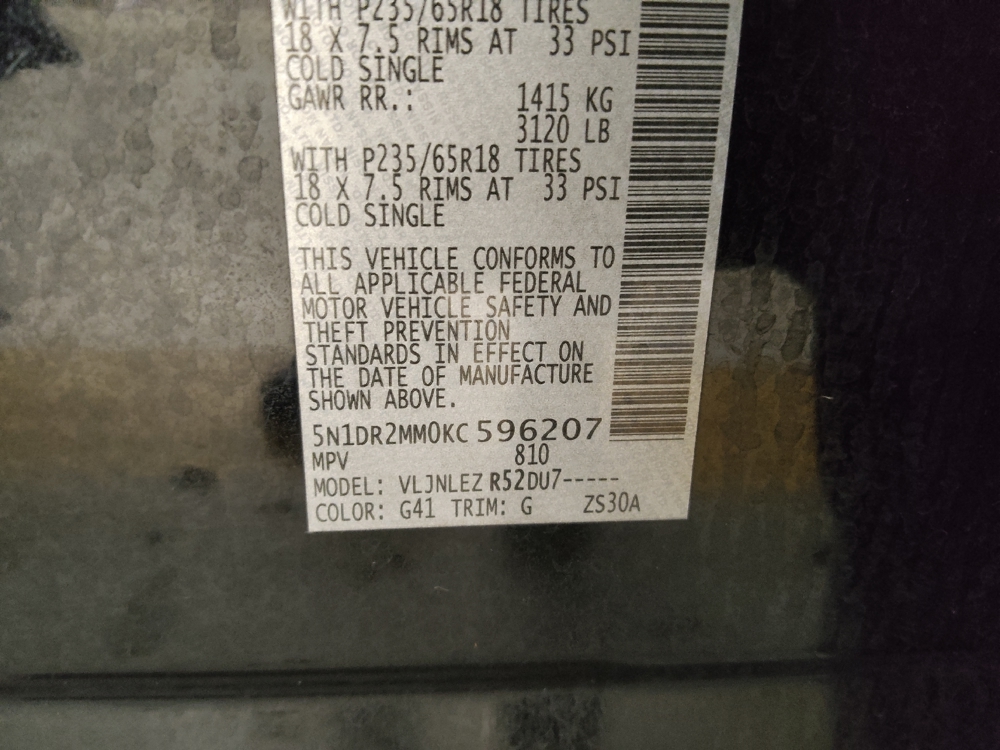 WITH P235/65R18 TIRES
18 X 7.5 RIMS AT 33 PSI
COLD SINGLE
GAWR RR.: 1415 KG
3120 LB
WITH P235/65R18 TIRES
18 X 7.5 RIMS AT 33 PSI
COLD SINGLE
THIS VEHICLE CONFORMS TO
ALL APPLICABLE FEDERAL
MOTOR VEHICLE SAFETY AND
THEFT PREVENTION
STANDARDS IN EFFECT ON
THE DATE OF MANUFACTURE
SHOWN ABOVE.
5N1DR2MM0KC 596207
MPV 810
MODEL: VLJNLEZ R52DU7-----
COLOR: G41 TRIM: G ZS30A